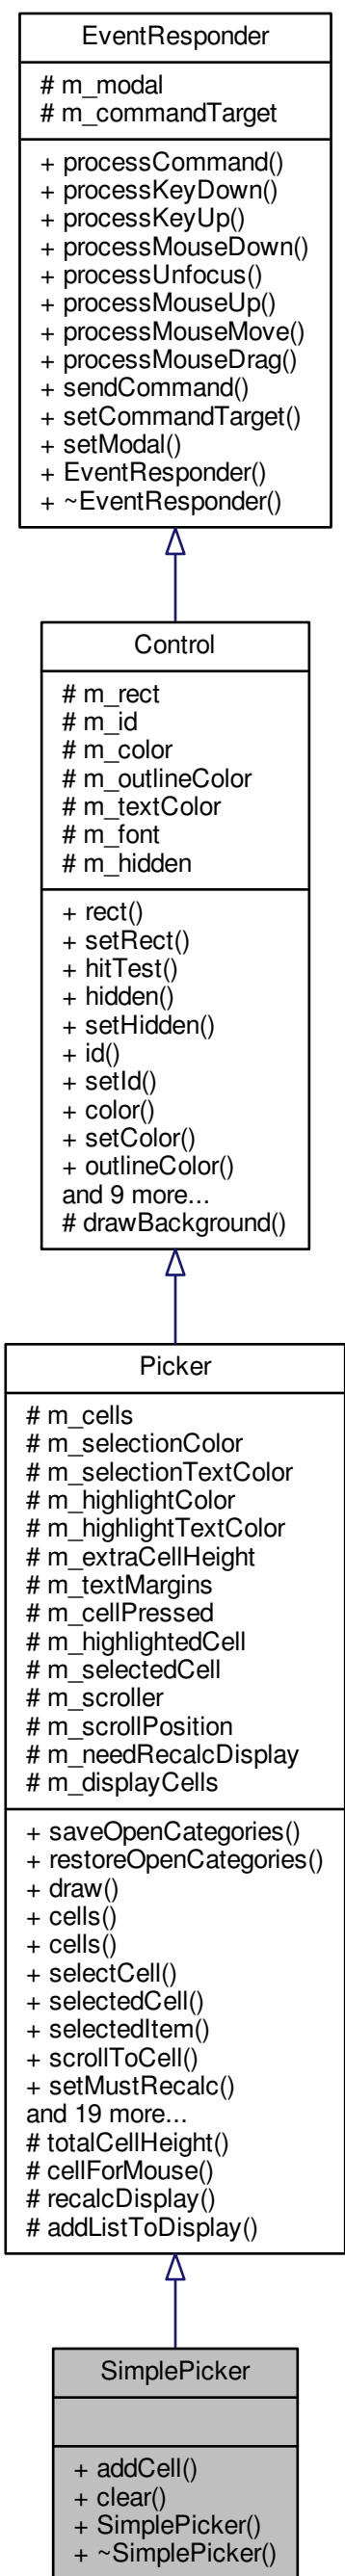 EventResponder
# m_modal
# m_commandTarget
+ processCommand()
+ processKeyDown()
+ processKeyUp()
+ processMouseDown()
+ processUnfocus()
+ processMouseUp()
+ processMouseMove()
+ processMouseDrag()
+ sendCommand()
+ setCommandTarget()
+ setModal()
+ EventResponder()
+ ~EventResponder()
Control
# m_rect
# m_id
# m_color
# m_outlineColor
# m_textColor
# m_font
# m_hidden
+ rect()
+ setRect()
+ hitTest()
+ hidden()
+ setHidden()
+ id()
+ setId()
+ color()
+ setColor()
+ outlineColor()
and 9 more...
# drawBackground()
Picker
# m_cells
# m_selectionColor
# m_selectionTextColor
# m_highlightColor
# m_highlightTextColor
# m_extraCellHeight
# m_textMargins
# m_cellPressed
# m_highlightedCell
# m_selectedCell
# m_scroller
# m_scrollPosition
# m_needRecalcDisplay
# m_displayCells
+ saveOpenCategories()
+ restoreOpenCategories()
+ draw()
+ cells()
+ cells()
+ selectCell()
+ selectedCell()
+ selectedItem()
+ scrollToCell()
+ setMustRecalc()
and 19 more...
# totalCellHeight()
# cellForMouse()
# recalcDisplay()
# addListToDisplay()
SimplePicker
+ addCell()
+ clear()
+ SimplePicker()
+ ~SimplePicker()